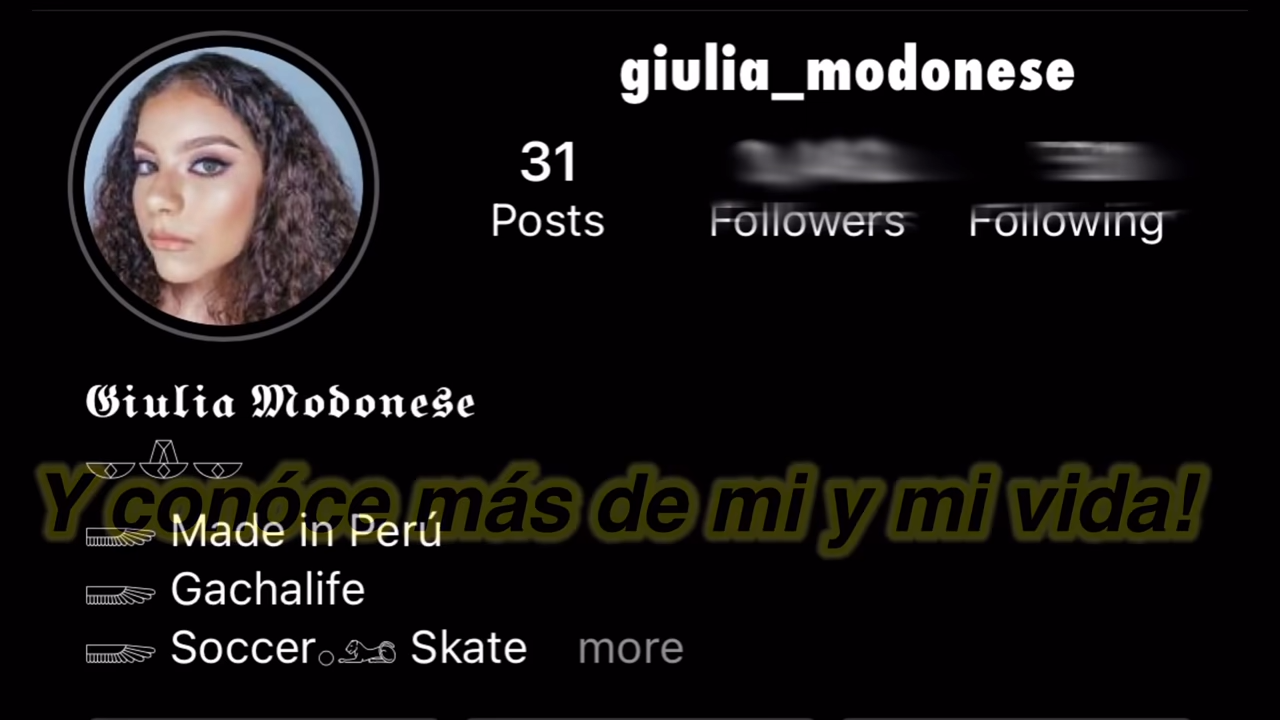 giulia_modonese
31
Posts Followers Following
𝕲𝖎𝖚𝖑𝖎𝖆 𝕸𝖔𝖉𝖔𝖓𝖊𝖘𝖊
Y conóce más de mi y mi vida!
Made in Perú
Gachalife
Soccer Skate more